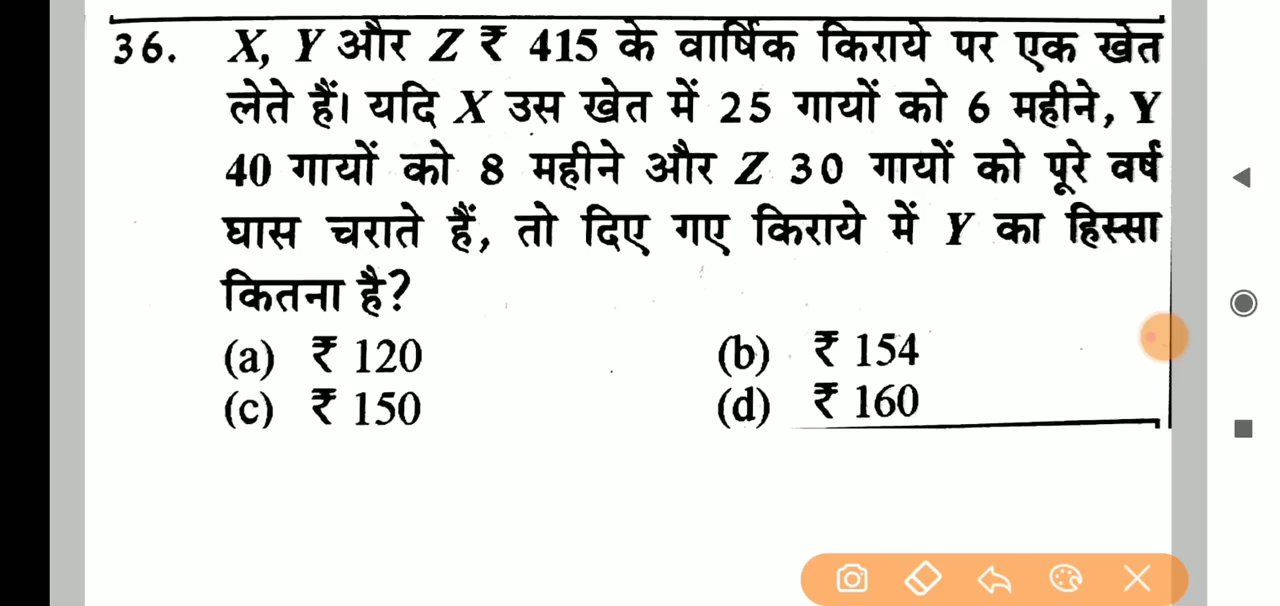 36. X, Y और Z ₹ 415 के वार्षिक किराये पर एक खेत
लेते हैं। यदि X उस खेत में 25 गायों को 6 महीने, Y
40 गायों को 8 महीने और Z 30 गायों को पूरे वर्ष
घास चराते हैं, तो दिए गए किराये में Y का हिस्सा
कितना है?
(a) ₹ 120 (b) ₹ 154
(c) ₹ 150 (d) ₹ 160